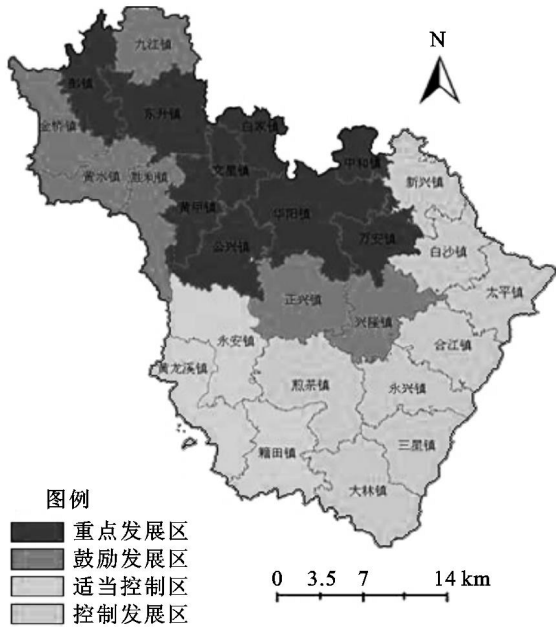 九江镇
N
彭镇
东升镇
金桥镇
白家镇
文星镇
中和镇
黄水镇
胜利镇
新兴镇
黄甲镇
华阳镇
公兴镇
万安镇
白沙镇
太平镇
正兴镇
兴隆镇
永安镇
合江镇
黄龙溪镇
煎茶镇
永兴镇
籍田镇
三星镇
大林镇
图例
重点发展区
鼓励发展区
适当控制区
控制发展区
0 3.5 7 14 km